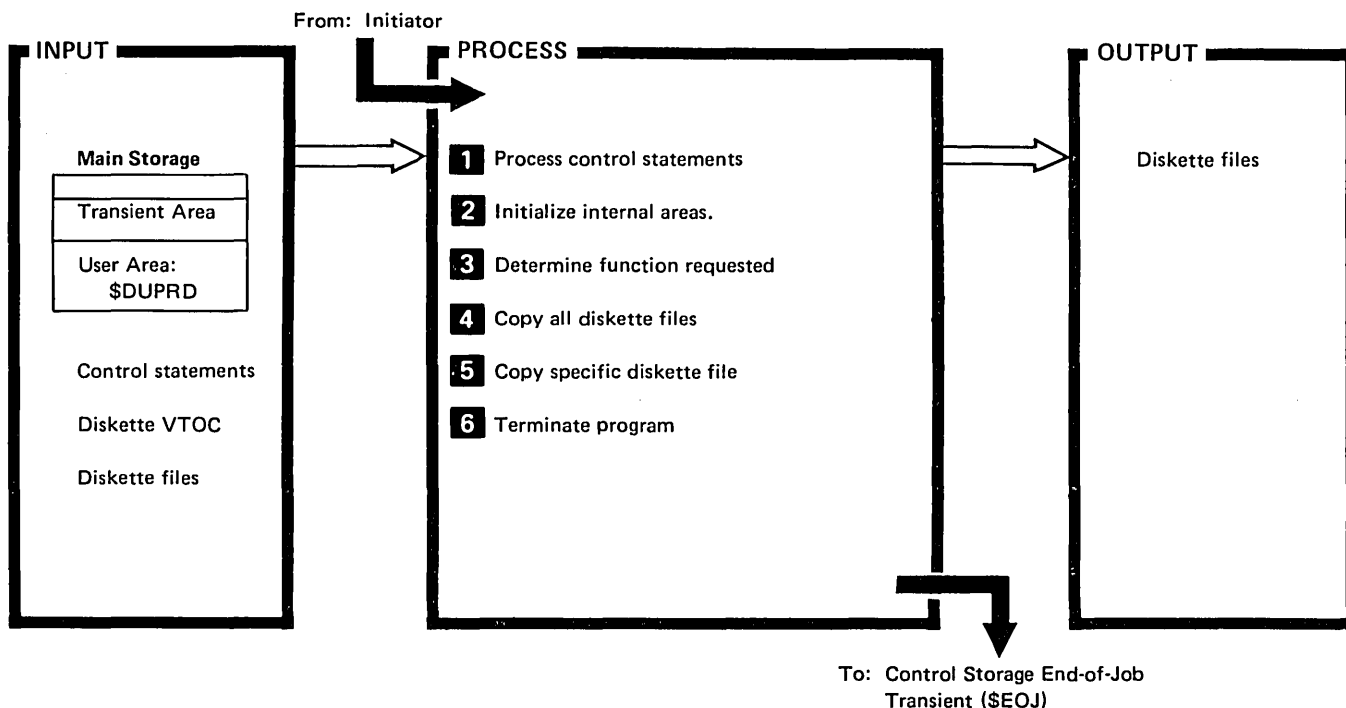 From: Initiator
INPUT
Main Storage
Transient Area
User Area:
$DUPRD
Control statements
Diskette VTOC
Diskette files
PROCESS
1 Process control statements
2 Initialize internal areas.
3 Determine function requested
4 Copy all diskette files
5 Copy specific diskette file
6 Terminate program
OUTPUT
Diskette files
To: Control Storage End-of-Job
Transient ($EOJ)